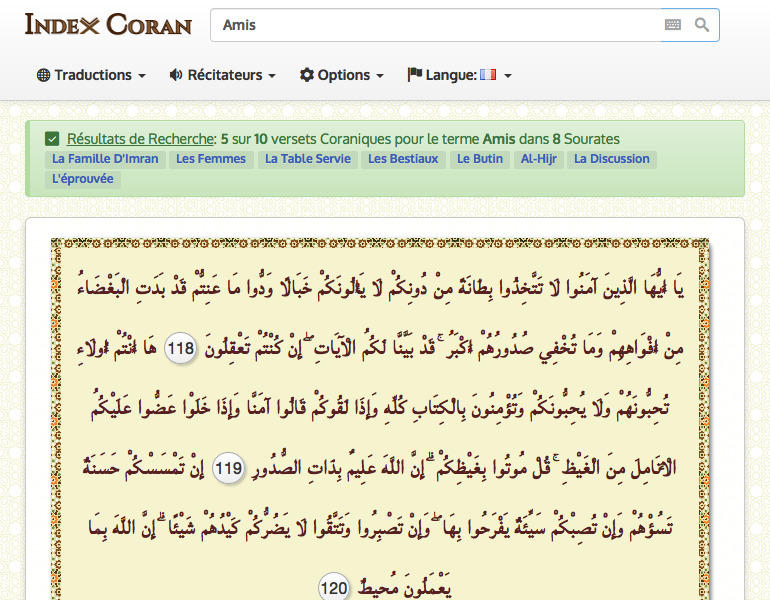 INDEX CORAN
Amis
Traductions
Récitateurs
Options
Langue:
Résultats de Recherche: 5 sur 10 versets Coraniques pour le terme Amis dans 8 Sourates
La Famille D'Imran Les Femmes La Table Servie Les Bestiaux Le Butin Al-Hijr La Discussion
L'éprouvée
يَا أَيُّهَا الَّذِينَ آمَنُوا لَا تَتَّخِذُوا بِطَانَةً مِنْ دُونِكُمْ لَا يَأْلُونَكُمْ خَبَالًا وَدُّوا مَا عَنِتُّمْ قَدْ بَدَتِ الْبَغْضَاءُ
مِنْ أَفْوَاهِهِمْ وَمَا تُخْفِي صُدُورُهُمْ أَكْبَرُ ۚ قَدْ بَيَّنَّا لَكُمُ الْآيَاتِ ۖ إِنْ كُنْتُمْ تَعْقِلُونَ 118 هَا أَنْتُمْ أُولَاءِ
تُحِبُّونَهُمْ وَلَا يُحِبُّونَكُمْ وَتُؤْمِنُونَ بِالْكِتَابِ كُلِّهِ وَإِذَا لَقُوكُمْ قَالُوا آمَنَّا وَإِذَا خَلَوْا عَضُّوا عَلَيْكُمُ
الْأَنَامِلَ مِنَ الْغَيْظِ ۚ قُلْ مُوتُوا بِغَيْظِكُمْ ۗ إِنَّ اللَّهَ عَلِيمٌ بِذَاتِ الصُّدُورِ 119 إِنْ تَمْسَسْكُمْ حَسَنَةٌ
تَسُؤْهُمْ وَإِنْ تُصِبْكُمْ سَيِّئَةٌ يَفْرَحُوا بِهَا ۖ وَإِنْ تَصْبِرُوا وَتَتَّقُوا لَا يَضُرُّكُمْ كَيْدُهُمْ شَيْئًا ۗ إِنَّ اللَّهَ بِمَا
يَعْمَلُونَ مُحِيطٌ 120